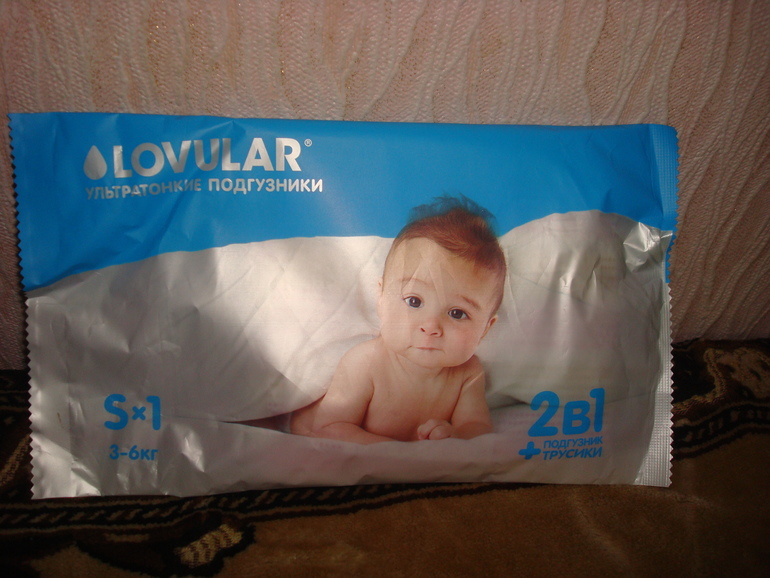 LOVULAR®
УЛЬТРАТОНКИЕ ПОДГУЗНИКИ
S×1
3-6кг
2в1
ПОДГУЗНИК
+ ТРУСИКИ